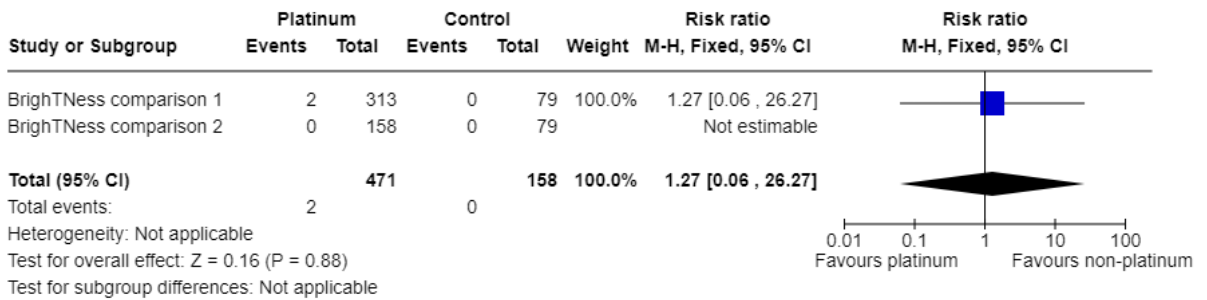 Platinum Control Risk ratio Risk ratio
Study or Subgroup Events Total Events Total Weight M-H, Fixed, 95% CI M-H, Fixed, 95% CI
BrighTNess comparison 1 2 313 0 79 100.0% 1.27 [0.06 , 26.27]
BrighTNess comparison 2 0 158 0 79 Not estimable
Total (95% CI) 471 158 100.0% 1.27 [0.06 , 26.27]
Total events: 2 0
Heterogeneity: Not applicable
0.01 0.1 1 10 100
Test for overall effect: Z = 0.16 (P = 0.88) Favours platinum Favours non-platinum
Test for subgroup differences: Not applicable